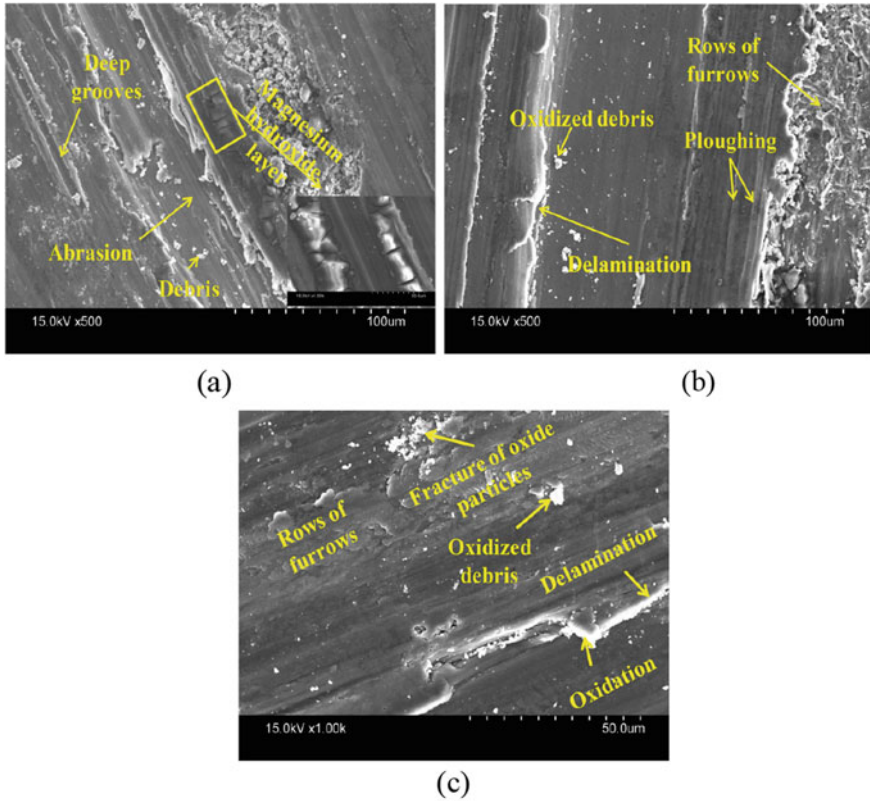 Deep
grooves
Magnesium
hydroxide
layer
Abrasion
Debris
15.0kV x500
100um
(a)
Rows of
furrows
Oxidized debris
Ploughing
Delamination
15.0kV x500
100um
(b)
Fracture of oxide
particles
Rows of
furrows
Oxidized
debris
Delamination
Oxidation
15.0kV x1.00k
50.0um
(c)